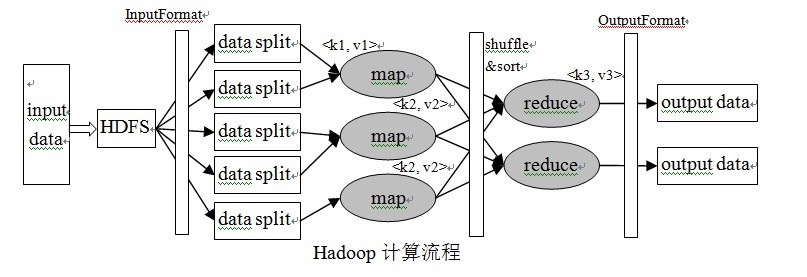 InputFormat
OutputFormat
data split
<k1, v1>
shuffle
&sort
map
<k3, v3>
input
data
HDFS
data split
<k2, v2>
reduce
output data
data split
map
data split
<k2, v2>
reduce
output data
map
data split
Hadoop 计算流程